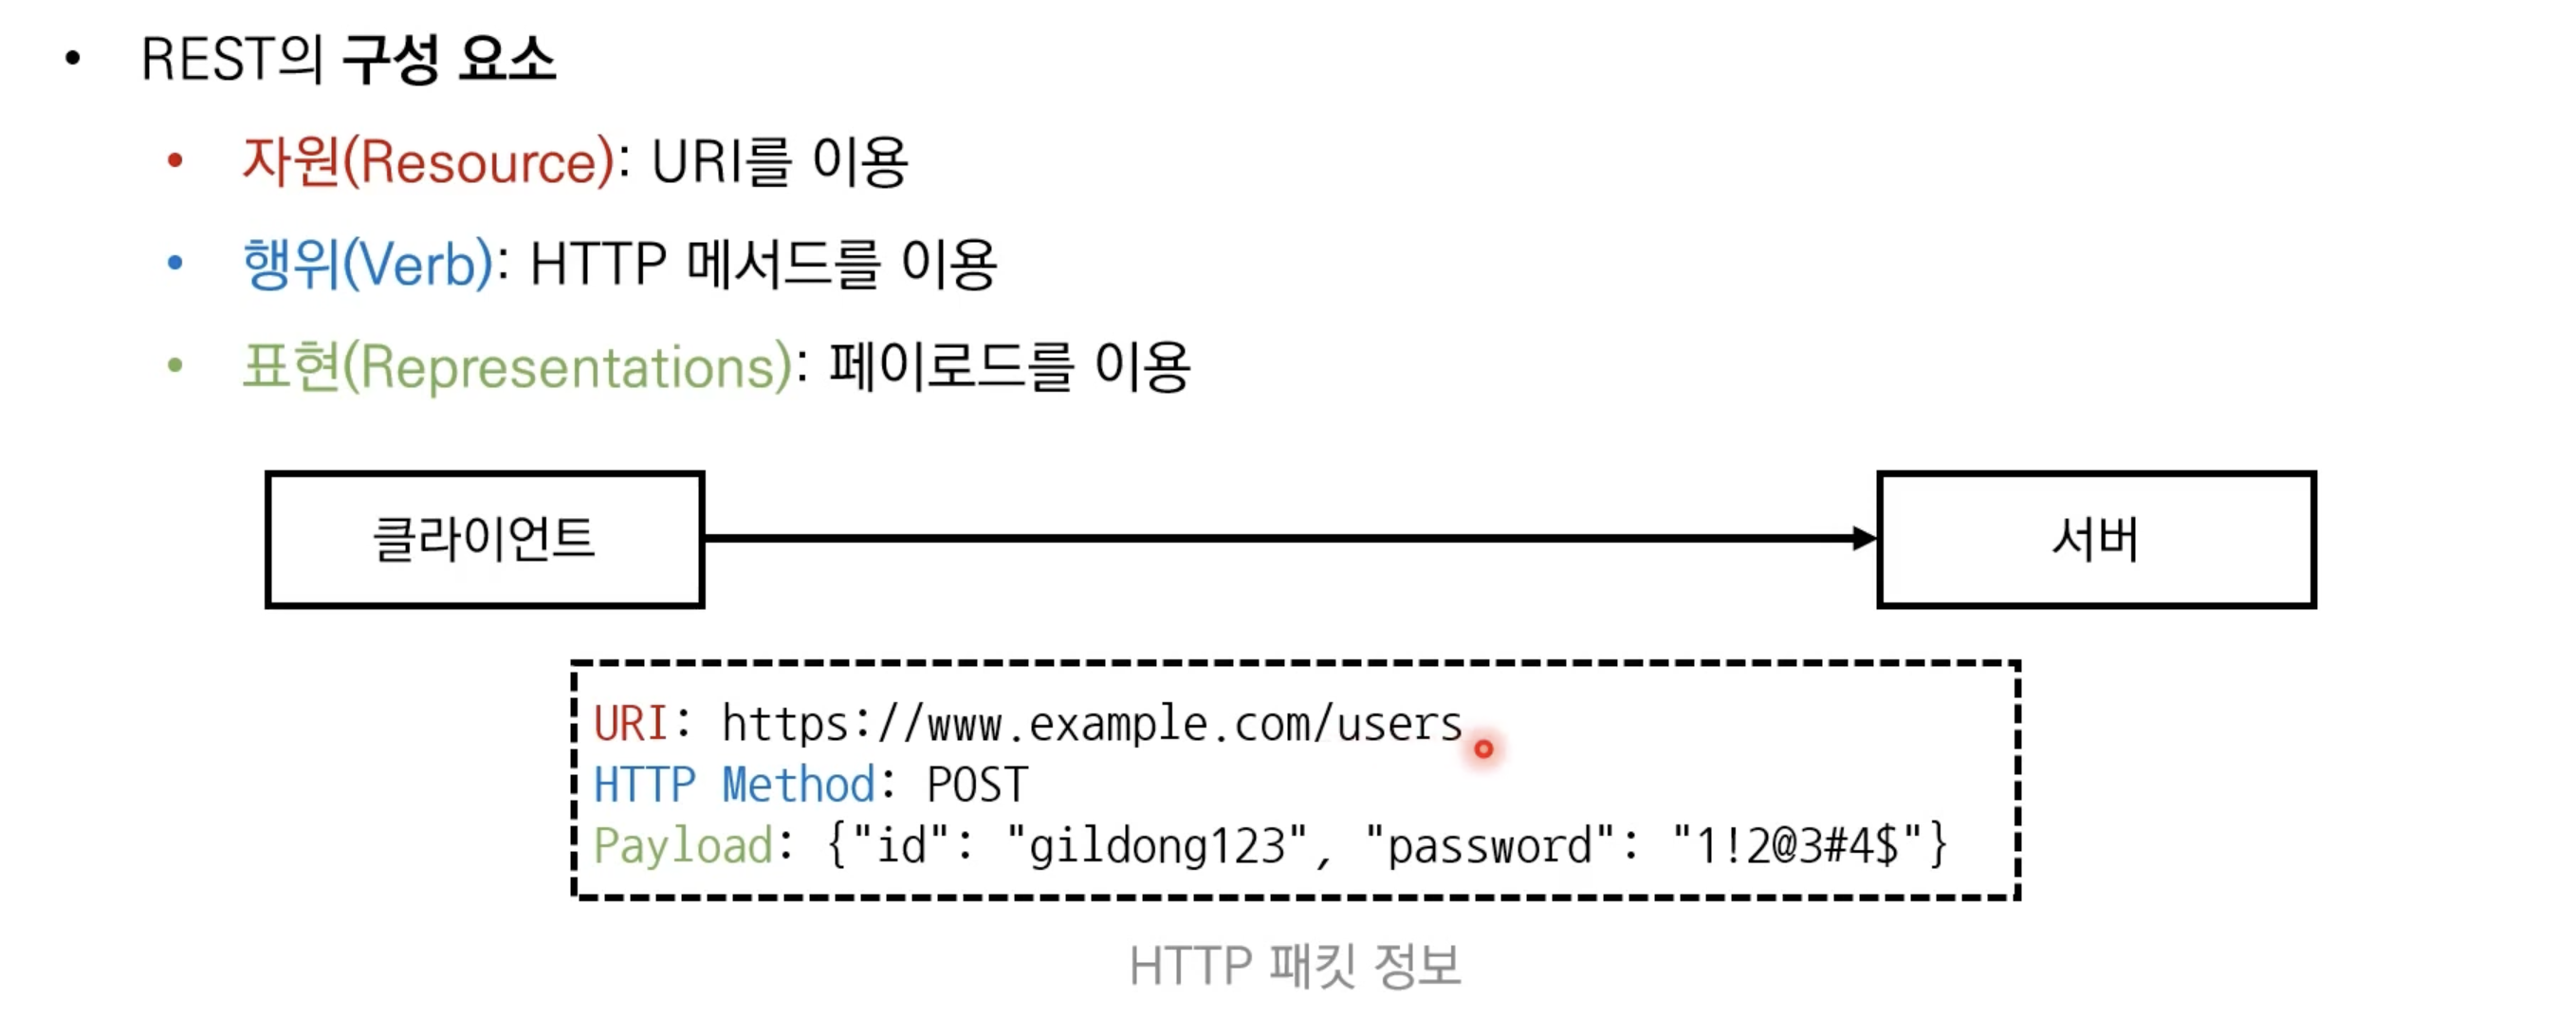 • REST의 구성 요소
• 자원(Resource): URI를 이용
• 행위(Verb): HTTP 메서드를 이용
• 표현(Representations): 페이로드를 이용
클라이언트
서버
URI: https://www.example.com/users
HTTP Method: POST
Payload: {"id": "gildong123", "password": "1!2@3#4$"}
HTTP 패킷 정보